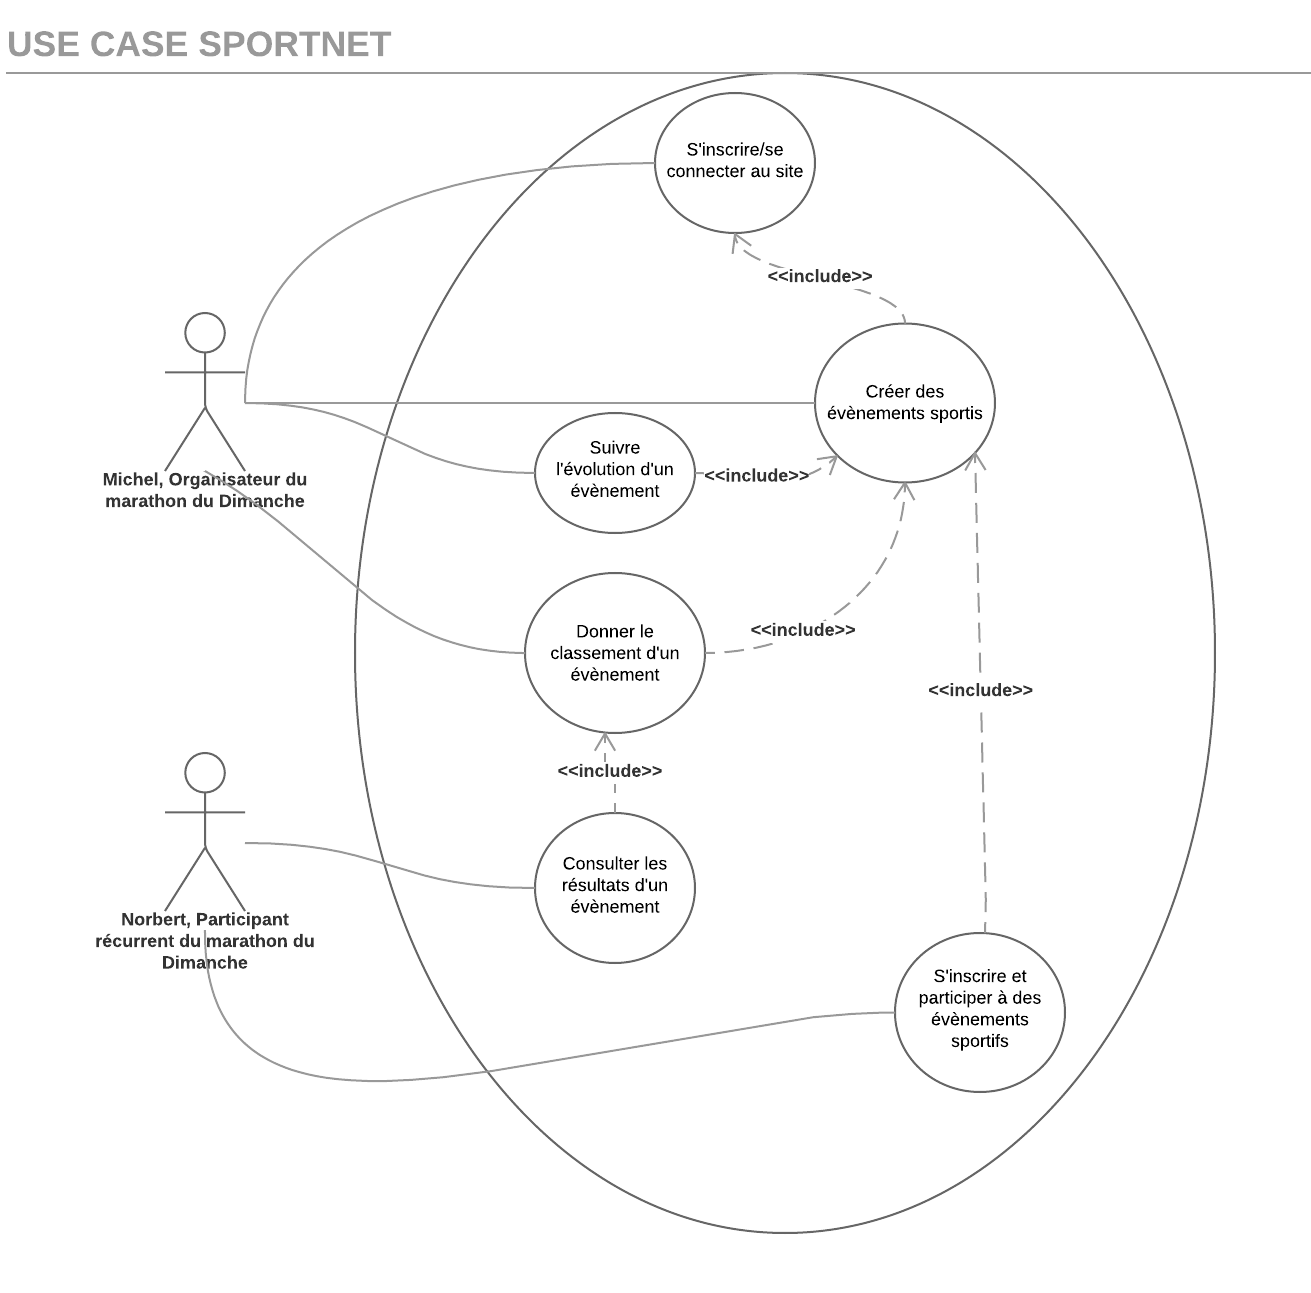 USE CASE SPORTNET
S'inscrire/se
connecter au site
<<include>>
Créer des
évènements sportis
Suivre
l'évolution d'un
évènement
<<include>>
Michel, Organisateur du
marathon du Dimanche
Donner le
classement d'un
évènement
<<include>>
<<include>>
<<include>>
Consulter les
résultats d'un
évènement
Norbert, Participant
récurrent du marathon du
Dimanche
S'inscrire et
participer à des
évènements
sportifs